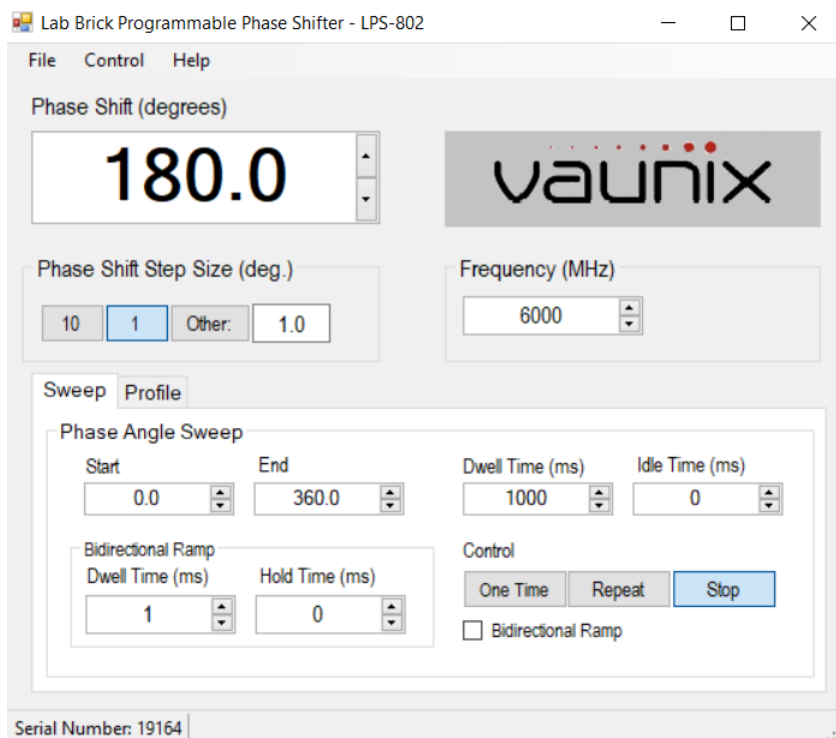 Lab Brick Programmable Phase Shifter - LPS-802
File Control Help
Phase Shift (degrees)
180.0
vaunix
Phase Shift Step Size (deg.)
10 1 Other: 1.0
Frequency (MHz)
6000
Sweep Profile
Phase Angle Sweep
Start End Dwell Time (ms) Idle Time (ms)
0.0 360.0 1000 0
Bidirectional Ramp
Dwell Time (ms) Hold Time (ms)
1 0
Control
One Time Repeat Stop
Bidirectional Ramp
Serial Number: 19164